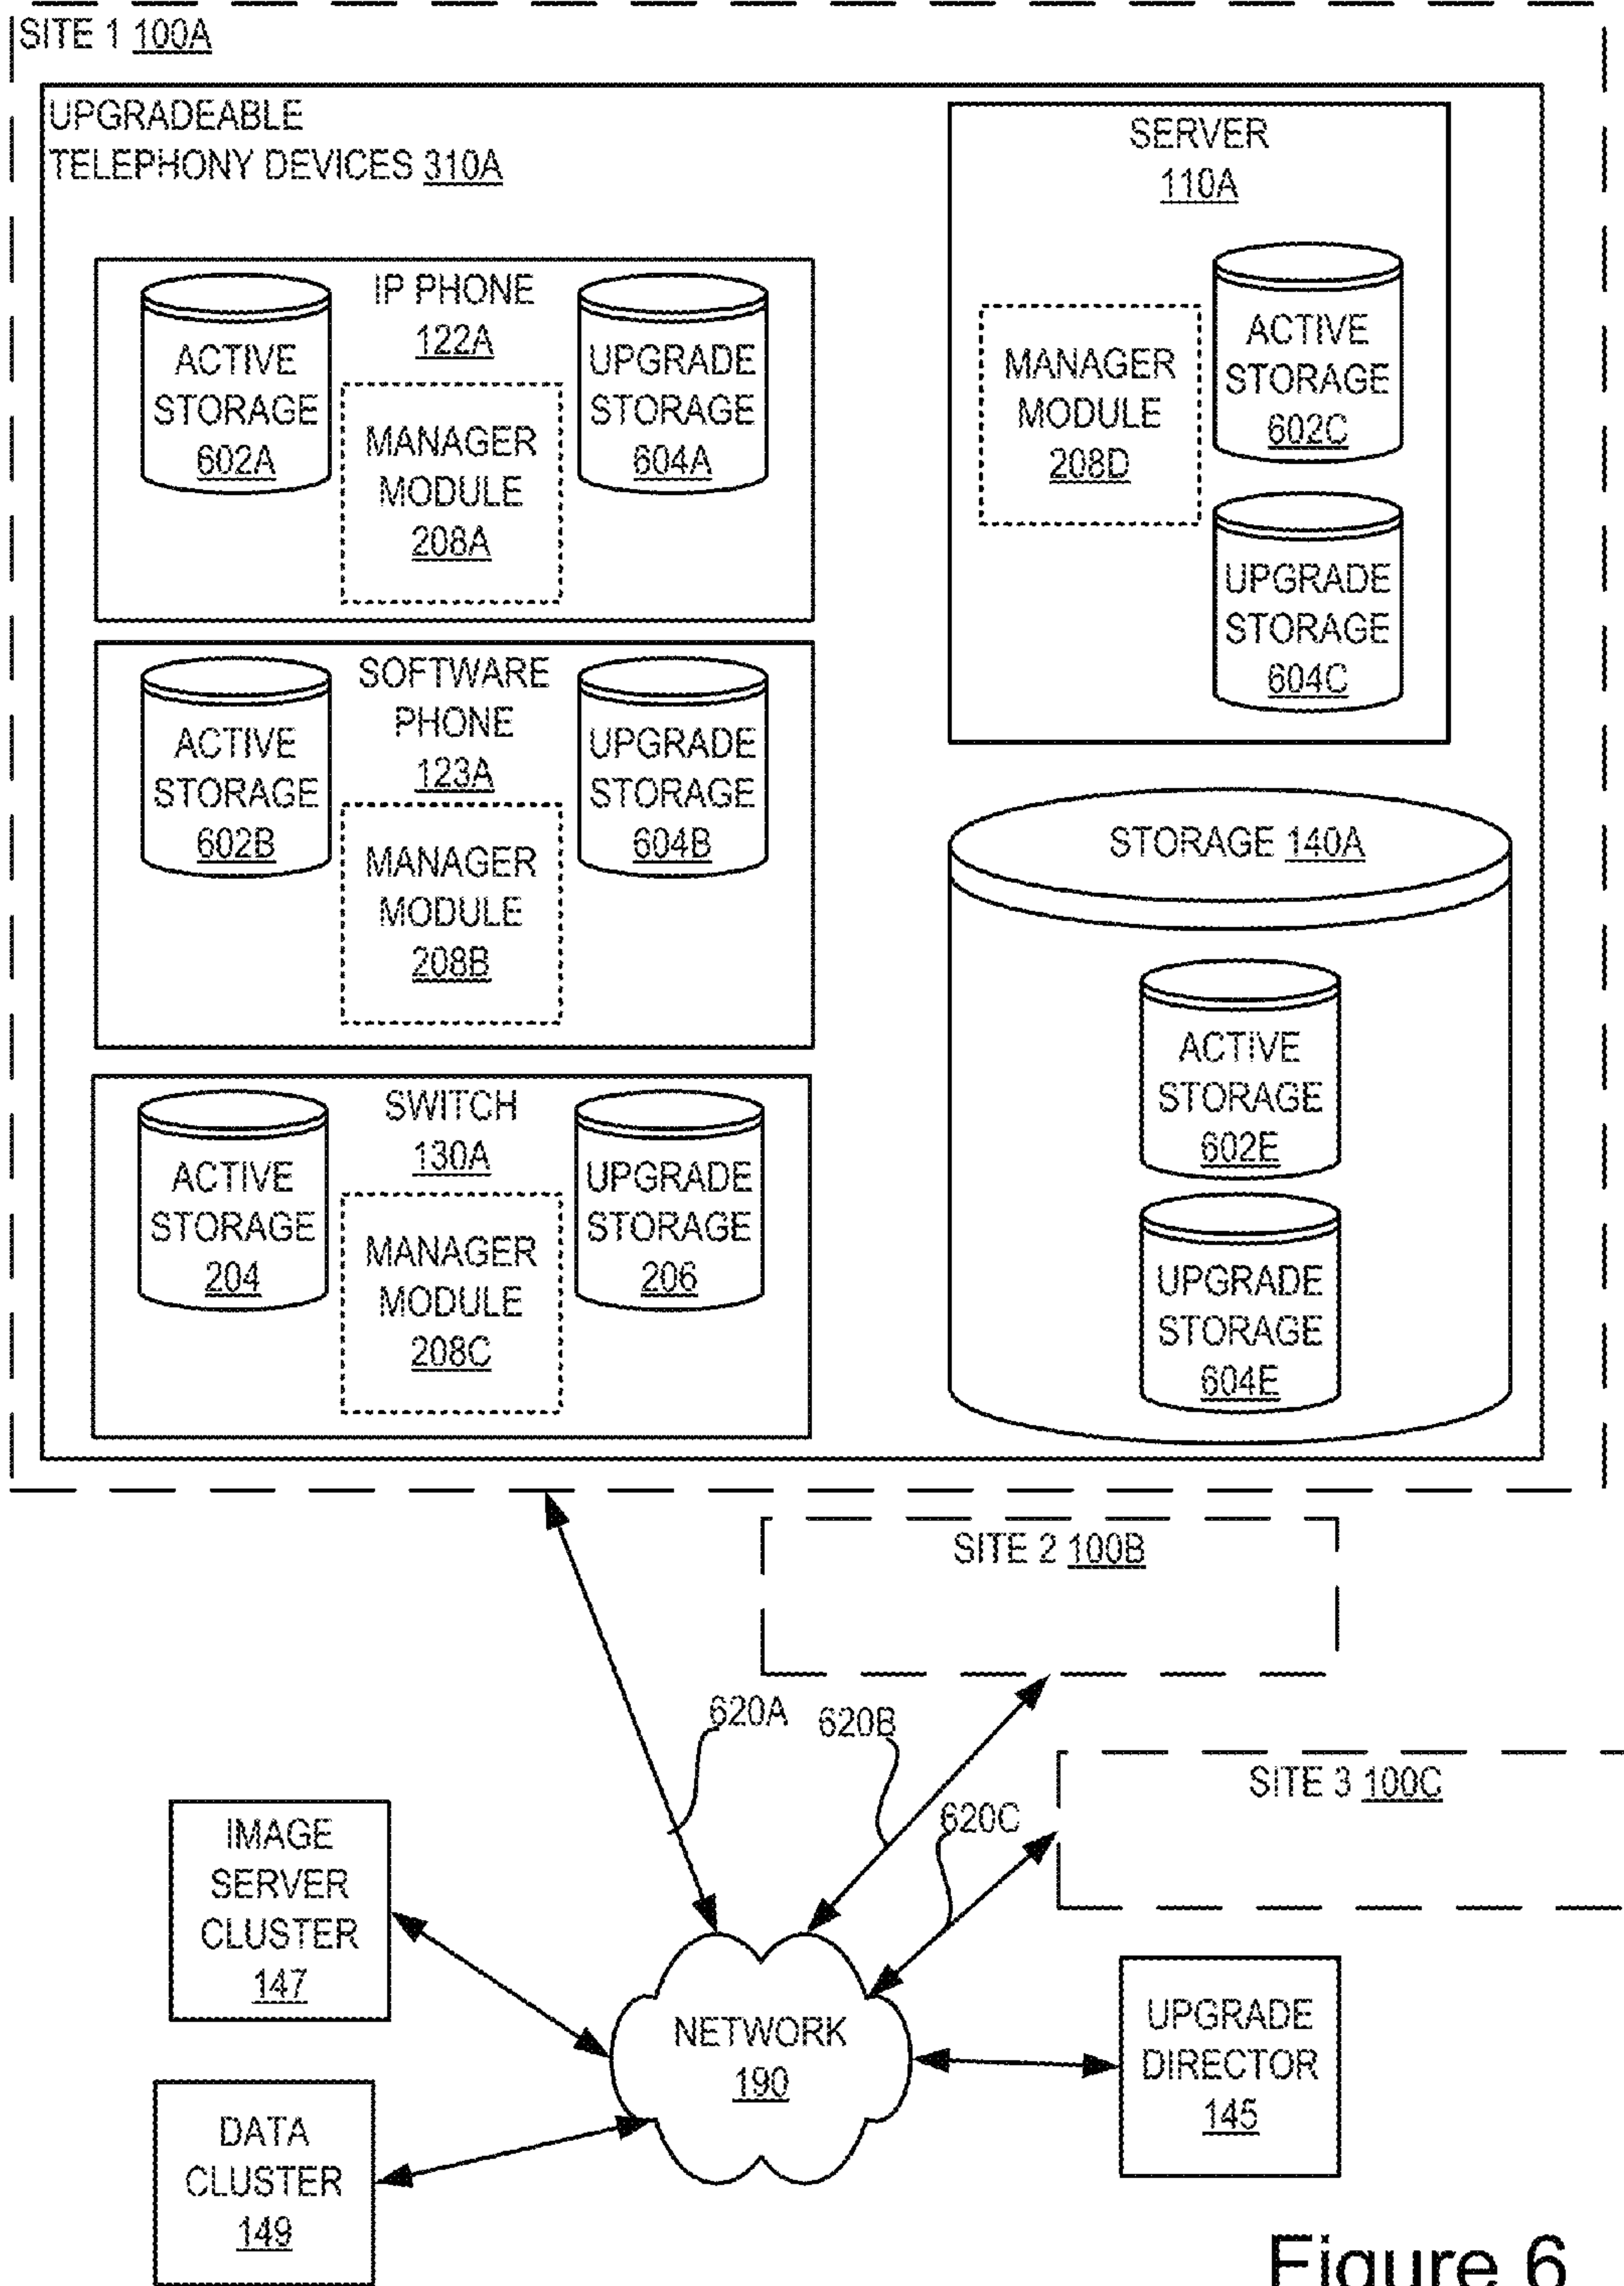 SITE 1 100A
UPGRADEABLE
TELEPHONY DEVICES 310A
IP PHONE
122A
ACTIVE
STORAGE
602A
MANAGER
MODULE
208A
UPGRADE
STORAGE
604A
SOFTWARE
PHONE
123A
ACTIVE
STORAGE
602B
MANAGER
MODULE
208B
UPGRADE
STORAGE
604B
SWITCH
130A
ACTIVE
STORAGE
204
MANAGER
MODULE
208C
UPGRADE
STORAGE
206
SERVER
110A
MANAGER
MODULE
208D
ACTIVE
STORAGE
602C
UPGRADE
STORAGE
604C
STORAGE 140A
ACTIVE
STORAGE
602E
UPGRADE
STORAGE
604E
SITE 2 100B
620A
620B
SITE 3 100C
620C
IMAGE
SERVER
CLUSTER
147
NETWORK
190
UPGRADE
DIRECTOR
145
DATA
CLUSTER
149
Figure 6